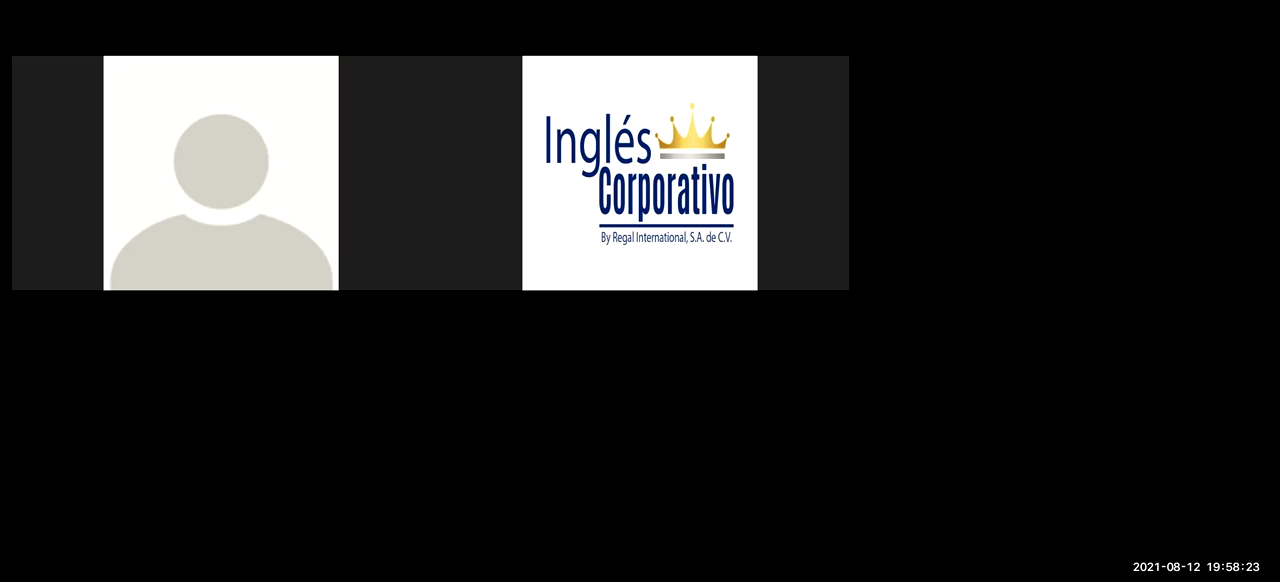 Inglés
Corporativo
By Regal International, S.A. de C.V.
2021-08-12 19:58:23